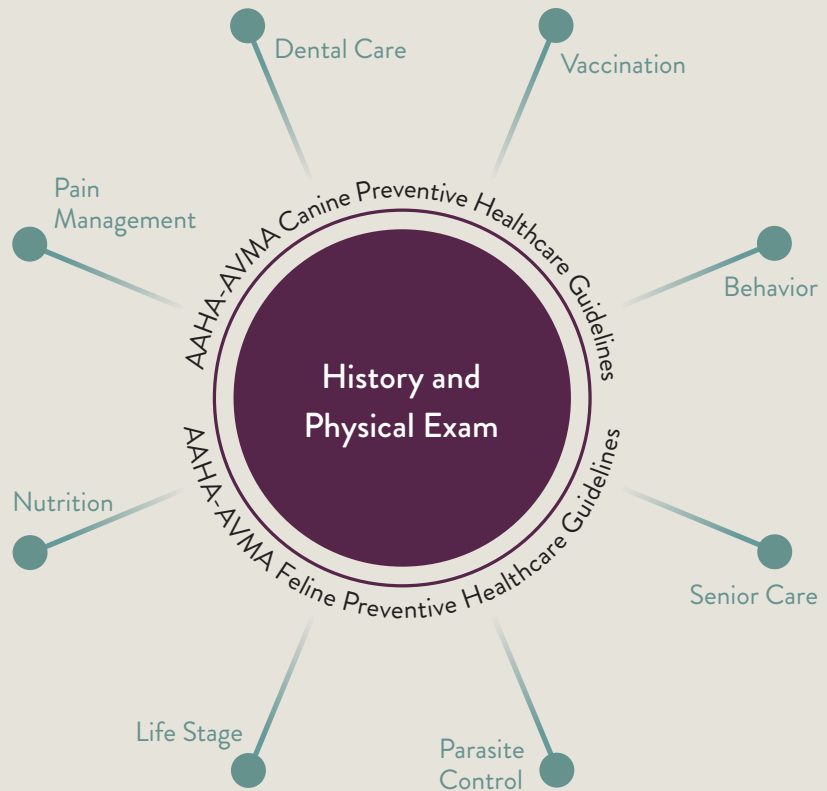 Dental Care
Vaccination
Pain
Management
AAHA-AVMA Canine Preventive Healthcare Guidelines
Behavior
History and
Physical Exam
Nutrition
AAHA-AVMA Feline Preventive Healthcare Guidelines
Senior Care
Life Stage
Parasite
Control